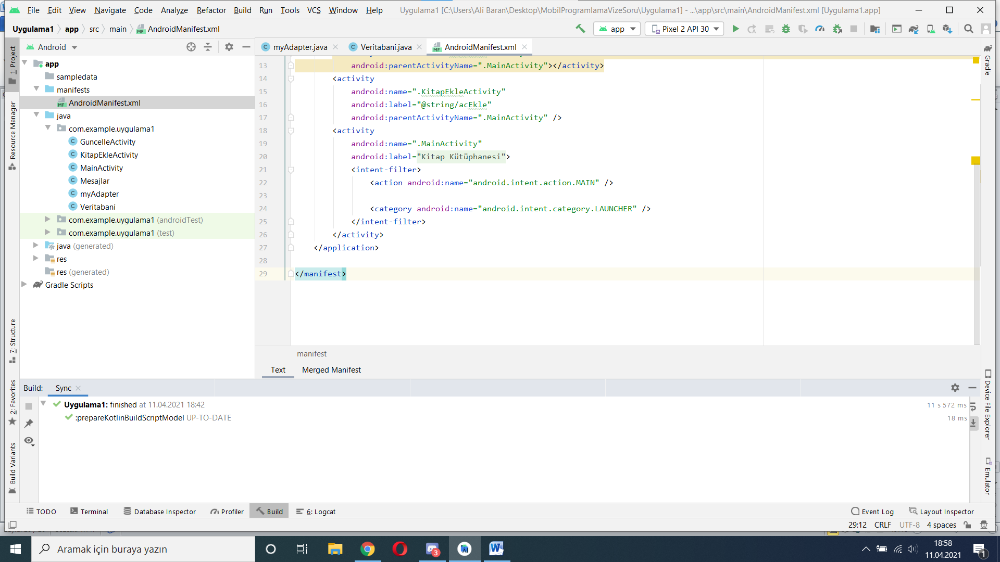 File Edit View Navigate Code Analyze Refactor Build Run Tools VCS Window Help Uygulama1 [C:\Users\Ali Baran\Desktop\MobilProgramlamaVizeSoru\Uygulama1] - ...\app\src\main\AndroidManifest.xml [Uygulama1.app]
Uygulama1 app src main AndroidManifest.xml app Pixel 2 API 30
1: Project
Resource Manager
7: Structure
2: Favorites
Build Variants
Android
app
sampledata
manifests
AndroidManifest.xml
java
com.example.uygulama1
GuncelleActivity
KitapEkleActivity
MainActivity
Mesajlar
myAdapter
Veritabani
com.example.uygulama1 (androidTest)
com.example.uygulama1 (test)
java (generated)
res
res (generated)
Gradle Scripts
myAdapter.java Veritabani.java AndroidManifest.xml
13 android:parentActivityName=".MainActivity"></activity>
14 <activity
15 android:name=".KitapEkleActivity"
16 android:label="@string/acEkle"
17 android:parentActivityName=".MainActivity" />
18 <activity
19 android:name=".MainActivity"
20 android:label="Kitap Kütüphanesi">
21 <intent-filter>
22 <action android:name="android.intent.action.MAIN" />
23
24 <category android:name="android.intent.category.LAUNCHER" />
25 </intent-filter>
26 </activity>
27 </application>
28
29 </manifest>
manifest
Text Merged Manifest
Gradle
Device File Explorer
Emulator
Build: Sync
Uygulama1: finished at 11.04.2021 18:42 11 s 572 ms
:prepareKotlinBuildScriptModel UP-TO-DATE 18 ms
TODO Terminal Database Inspector Profiler Build 6: Logcat Event Log Layout Inspector
29:12 CRLF UTF-8 4 spaces
Aramak için buraya yazın
3
18:58
11.04.2021
1